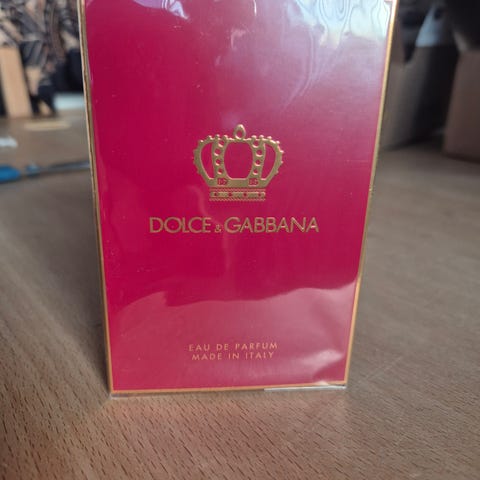 DOLCE & GABBANA
EAU DE PARFUM
MADE IN ITALY